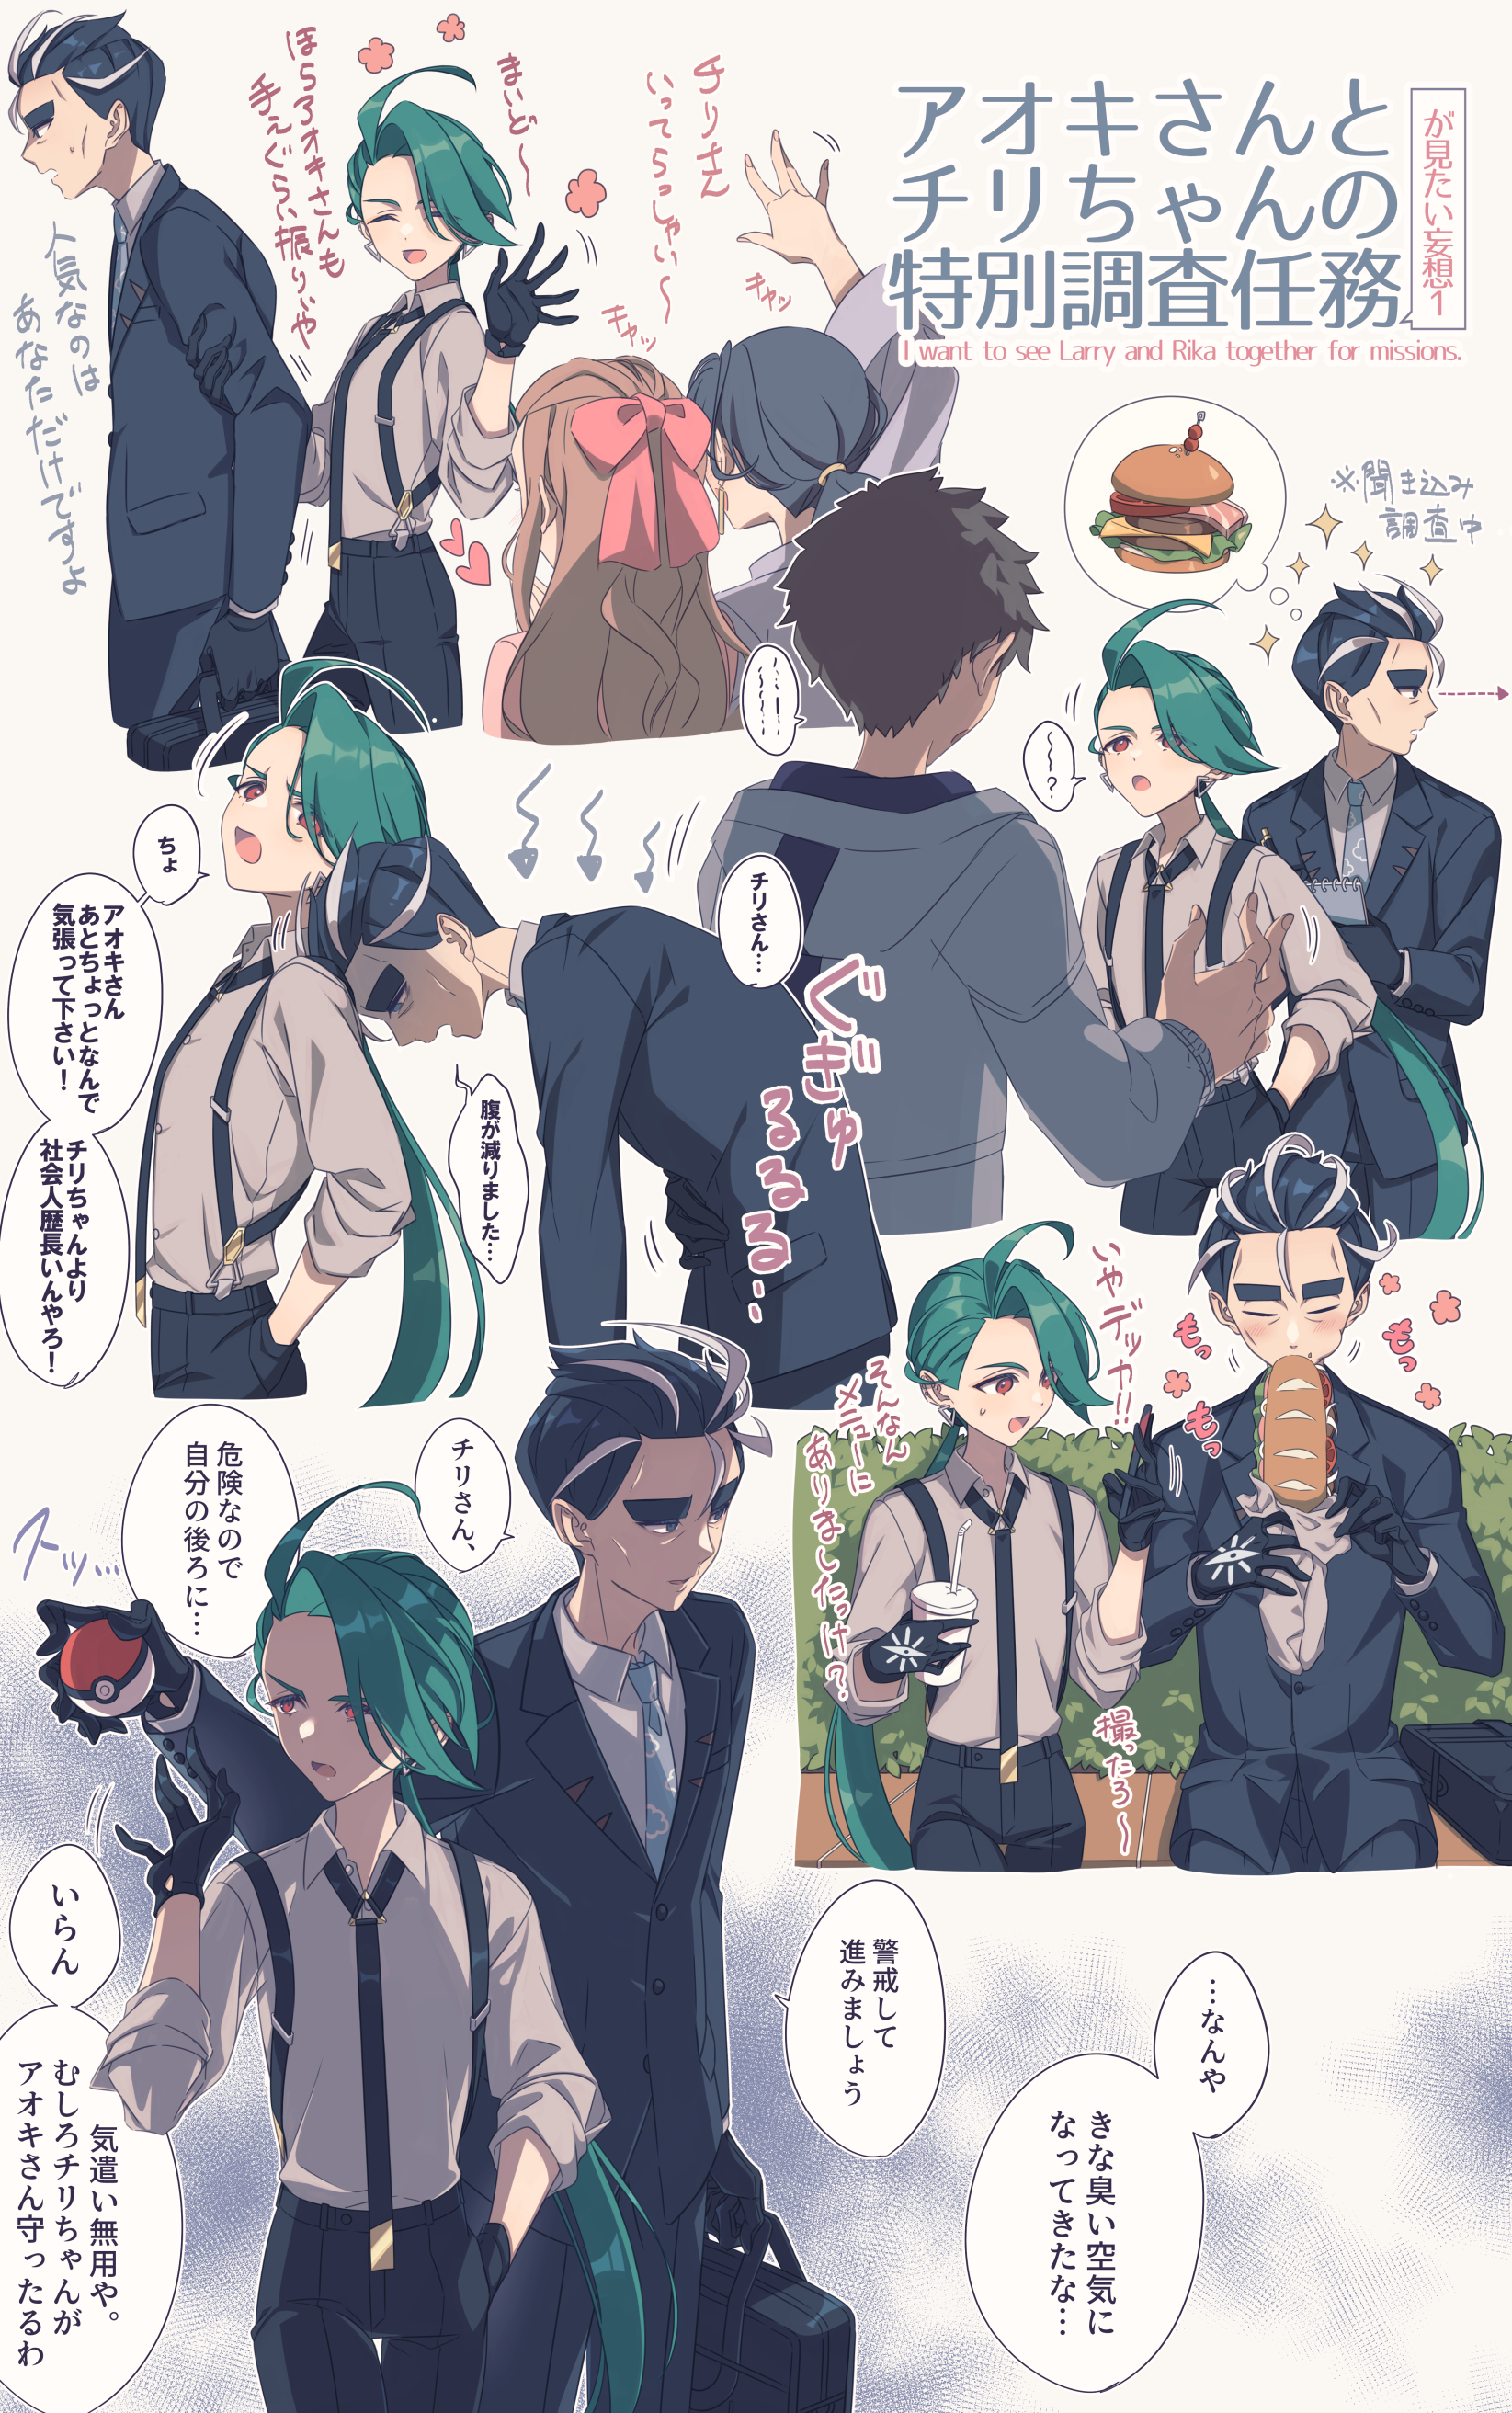 アオキさんと
チリちゃんの
特別調査任務
が見たい妄想1
I want to see Larry and Rika together for missions.
チリさん
いってらっしゃい〜
キャッ
キャッ
まいど〜
ほらアオキさんも
手えぐらい振りいや
人気なのは
あなただけですよ
※聞き込み
調査中
〜?
チリさん…
ぐぎゅ
るるる…
腹が減りました…
ちょ
アオキさん
あとちょっとなんで
気張って下さい!
チリちゃんより
社会人歴長いんやろ!
もっ
もっ
もっ
いやデッカ!!
そんなん
メニューに
ありましたっけ?
撮ったろ〜
…なんや
きな臭い空気に
なってきたな…
警戒して
進みましょう
チリさん、
危険なので
自分の後ろに…
スッ…
いらん
気遣い無用や。
むしろチリちゃんが
アオキさん守ったるわ